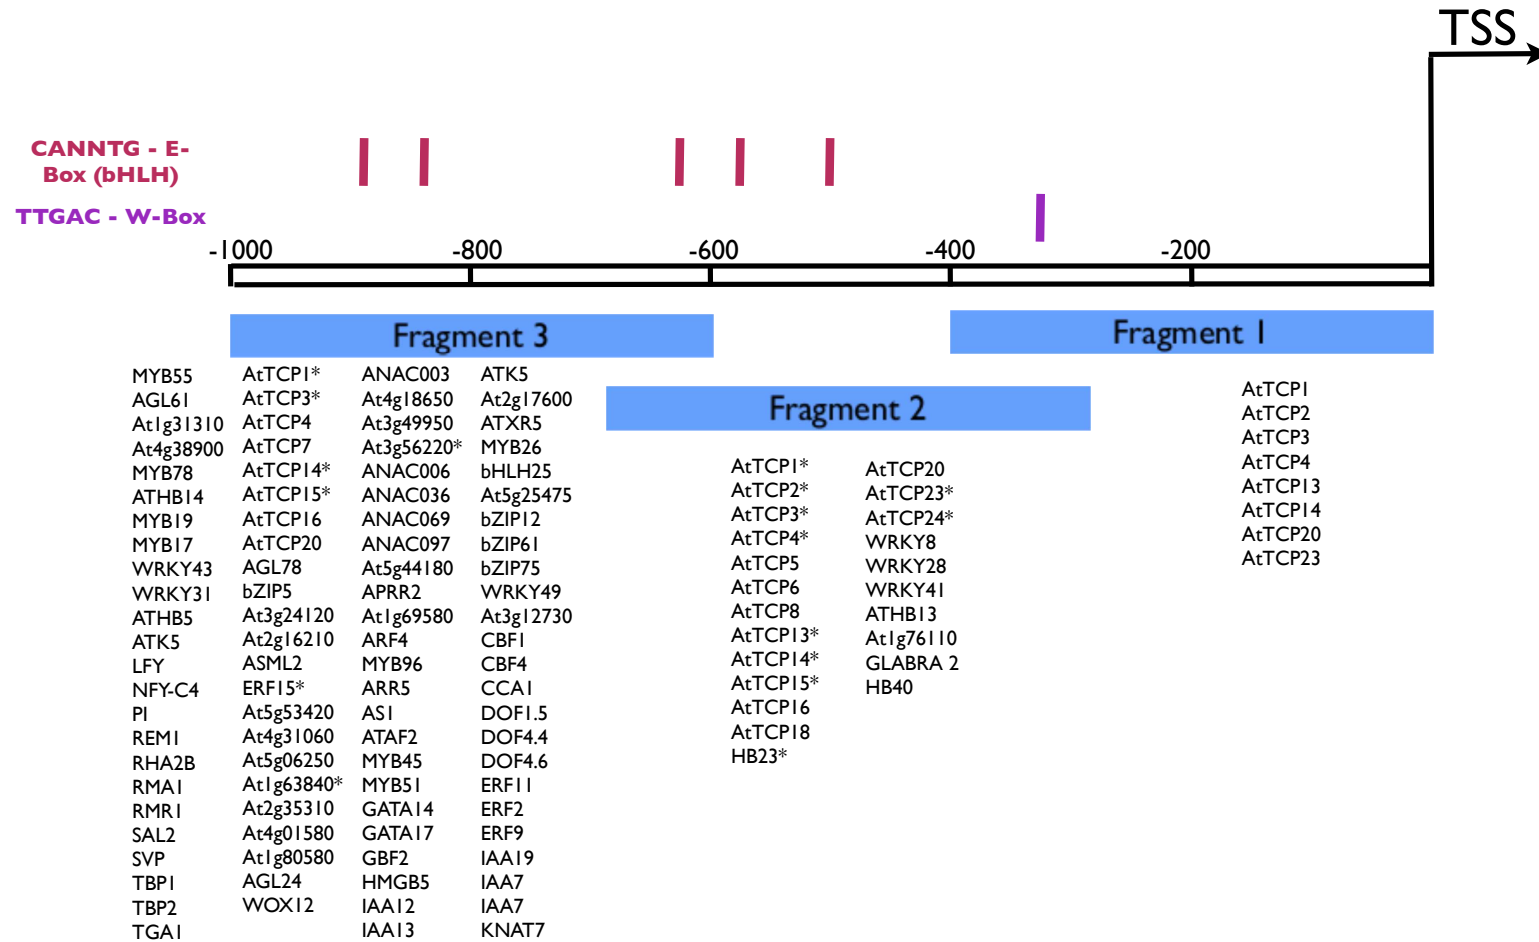 TSS
CANNTG - E-
Box (bHLH)
TTGAC - W-Box
-1000
-800
-600
-400
-200
Fragment 3
Fragment 1
Fragment 2
MYB55
AGL61
At1g31310
At4g38900
MYB78
ATHB14
MYB19
MYB17
WRKY43
WRKY31
ATHB5
ATK5
LFY
NFY-C4
PI
REM1
RHA2B
RMA1
RMR1
SAL2
SVP
TBP1
TBP2
TGA1
AtTCP1*
AtTCP3*
AtTCP4
AtTCP7
AtTCP14*
AtTCP15*
AtTCP16
AtTCP20
AGL78
bZIP5
At3g24120
At2g16210
ASML2
ERF15*
At5g53420
At4g31060
At5g06250
At1g63840*
At2g35310
At4g01580
At1g80580
AGL24
WOX12
ANAC003
At4g18650
At3g49950
At3g56220*
ANAC006
ANAC036
ANAC069
ANAC097
At5g44180
APRR2
At1g69580
ARF4
MYB96
ARR5
AS1
ATAF2
MYB45
MYB51
GATA14
GATA17
GBF2
HMGB5
IAA12
IAA13
ATK5
At2g17600
ATXR5
MYB26
bHLH25
At5g25475
bZIP12
bZIP61
bZIP75
WRKY49
At3g12730
CBF1
CBF4
CCA1
DOF1.5
DOF4.4
DOF4.6
ERF11
ERF2
ERF9
IAA19
IAA7
IAA7
KNAT7
AtTCP1*
AtTCP2*
AtTCP3*
AtTCP4*
AtTCP5
AtTCP6
AtTCP8
AtTCP13*
AtTCP14*
AtTCP15*
AtTCP16
AtTCP18
HB23*
AtTCP20
AtTCP23*
AtTCP24*
WRKY8
WRKY28
WRKY41
ATHB13
At1g76110
GLABRA 2
HB40
AtTCP1
AtTCP2
AtTCP3
AtTCP4
AtTCP13
AtTCP14
AtTCP20
AtTCP23